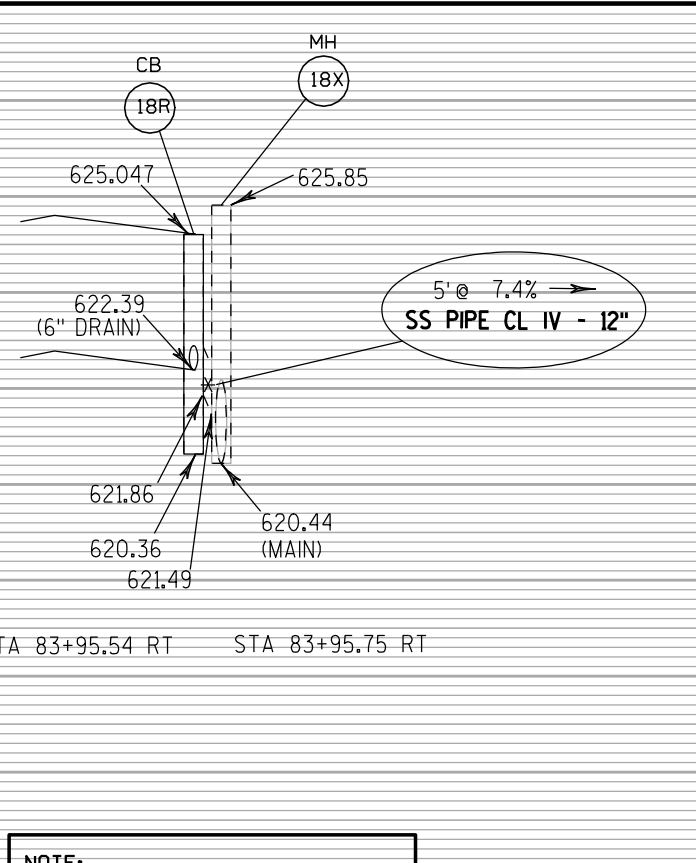 MH
CB
18X
18R
625.047
625.85
5'@ 7.4%
SS PIPE CL IV - 12"
622.39
(6" DRAIN)
621.86
620.44
(MAIN)
620.36
621.49
TA 83+95.54 RT
STA 83+95.75 RT
NOTE: